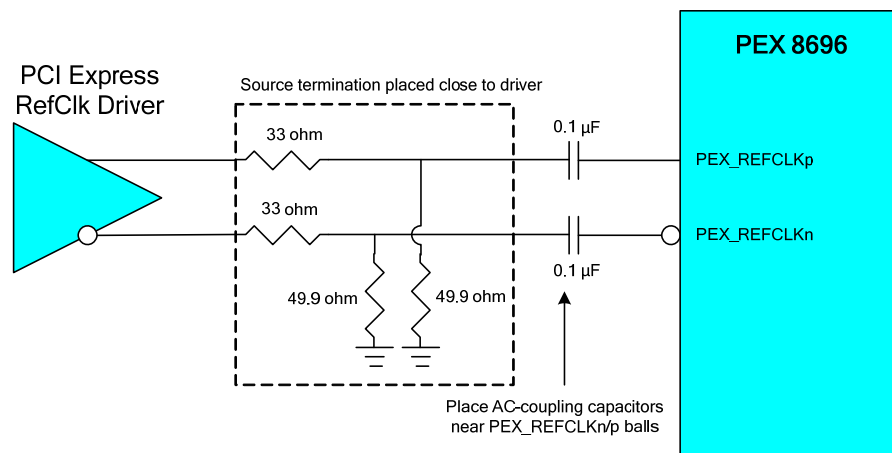 PEX 8696
PCI Express
RefClk Driver
Source termination placed close to driver
33 ohm
0.1 µF
PEX_REFCLKp
33 ohm
PEX_REFCLKn
0.1 µF
49.9 ohm
49.9 ohm
Place AC-coupling capacitors
near PEX_REFCLKn/p balls